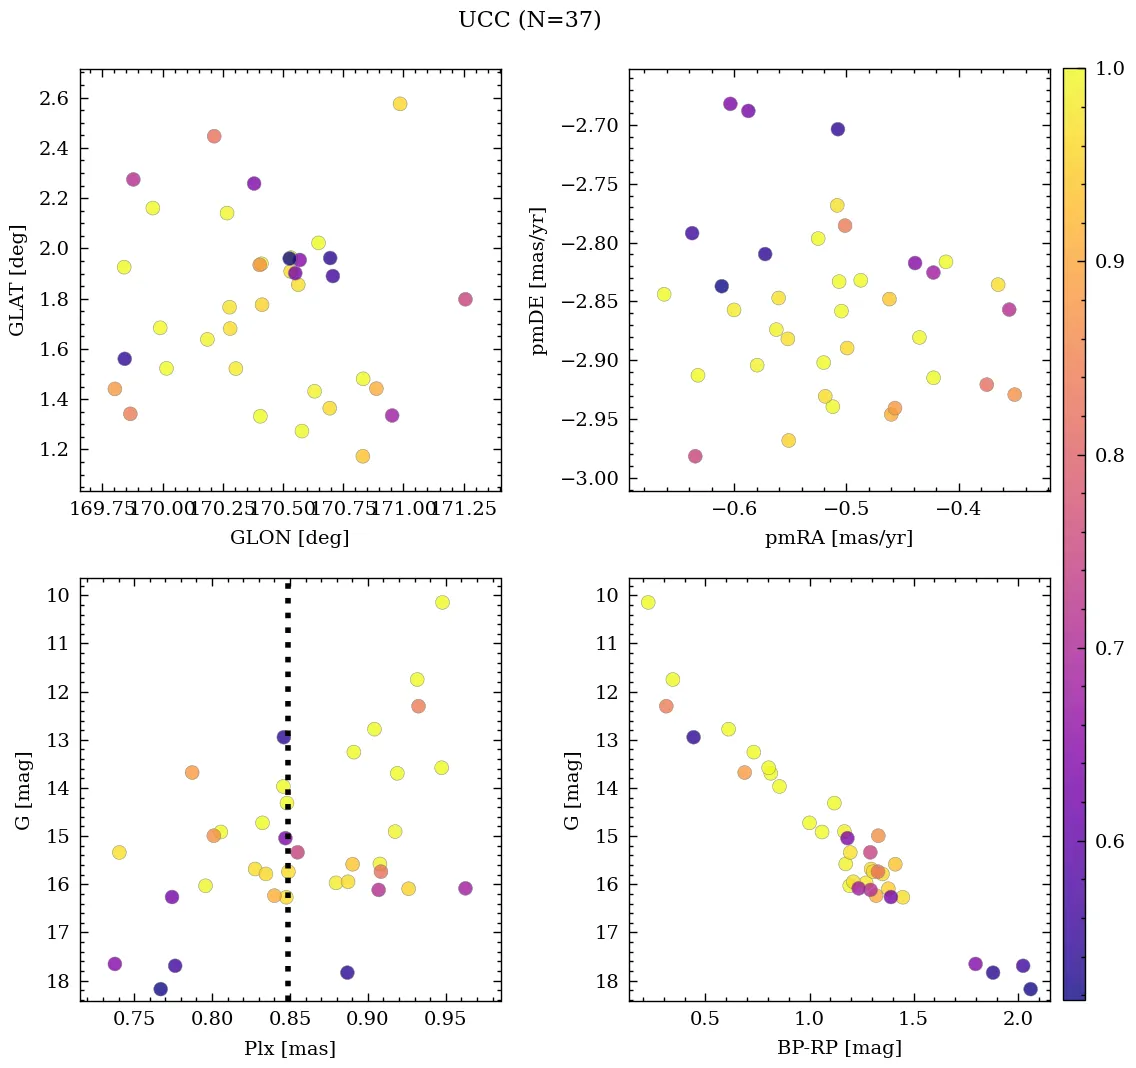 UCC (N=37)
2.6
2.4
2.2
2.0
1.8
1.6
1.4
1.2
GLAT [deg]
169.75 170.00 170.25 170.50 170.75 171.00 171.25
GLON [deg]
−2.70
−2.75
−2.80
−2.85
−2.90
−2.95
−3.00
pmDE [mas/yr]
−0.6 −0.5 −0.4
pmRA [mas/yr]
10
11
12
13
14
15
16
17
18
G [mag]
0.75 0.80 0.85 0.90 0.95
Plx [mas]
10
11
12
13
14
15
16
17
18
G [mag]
0.5 1.0 1.5 2.0
BP-RP [mag]
1.0
0.9
0.8
0.7
0.6